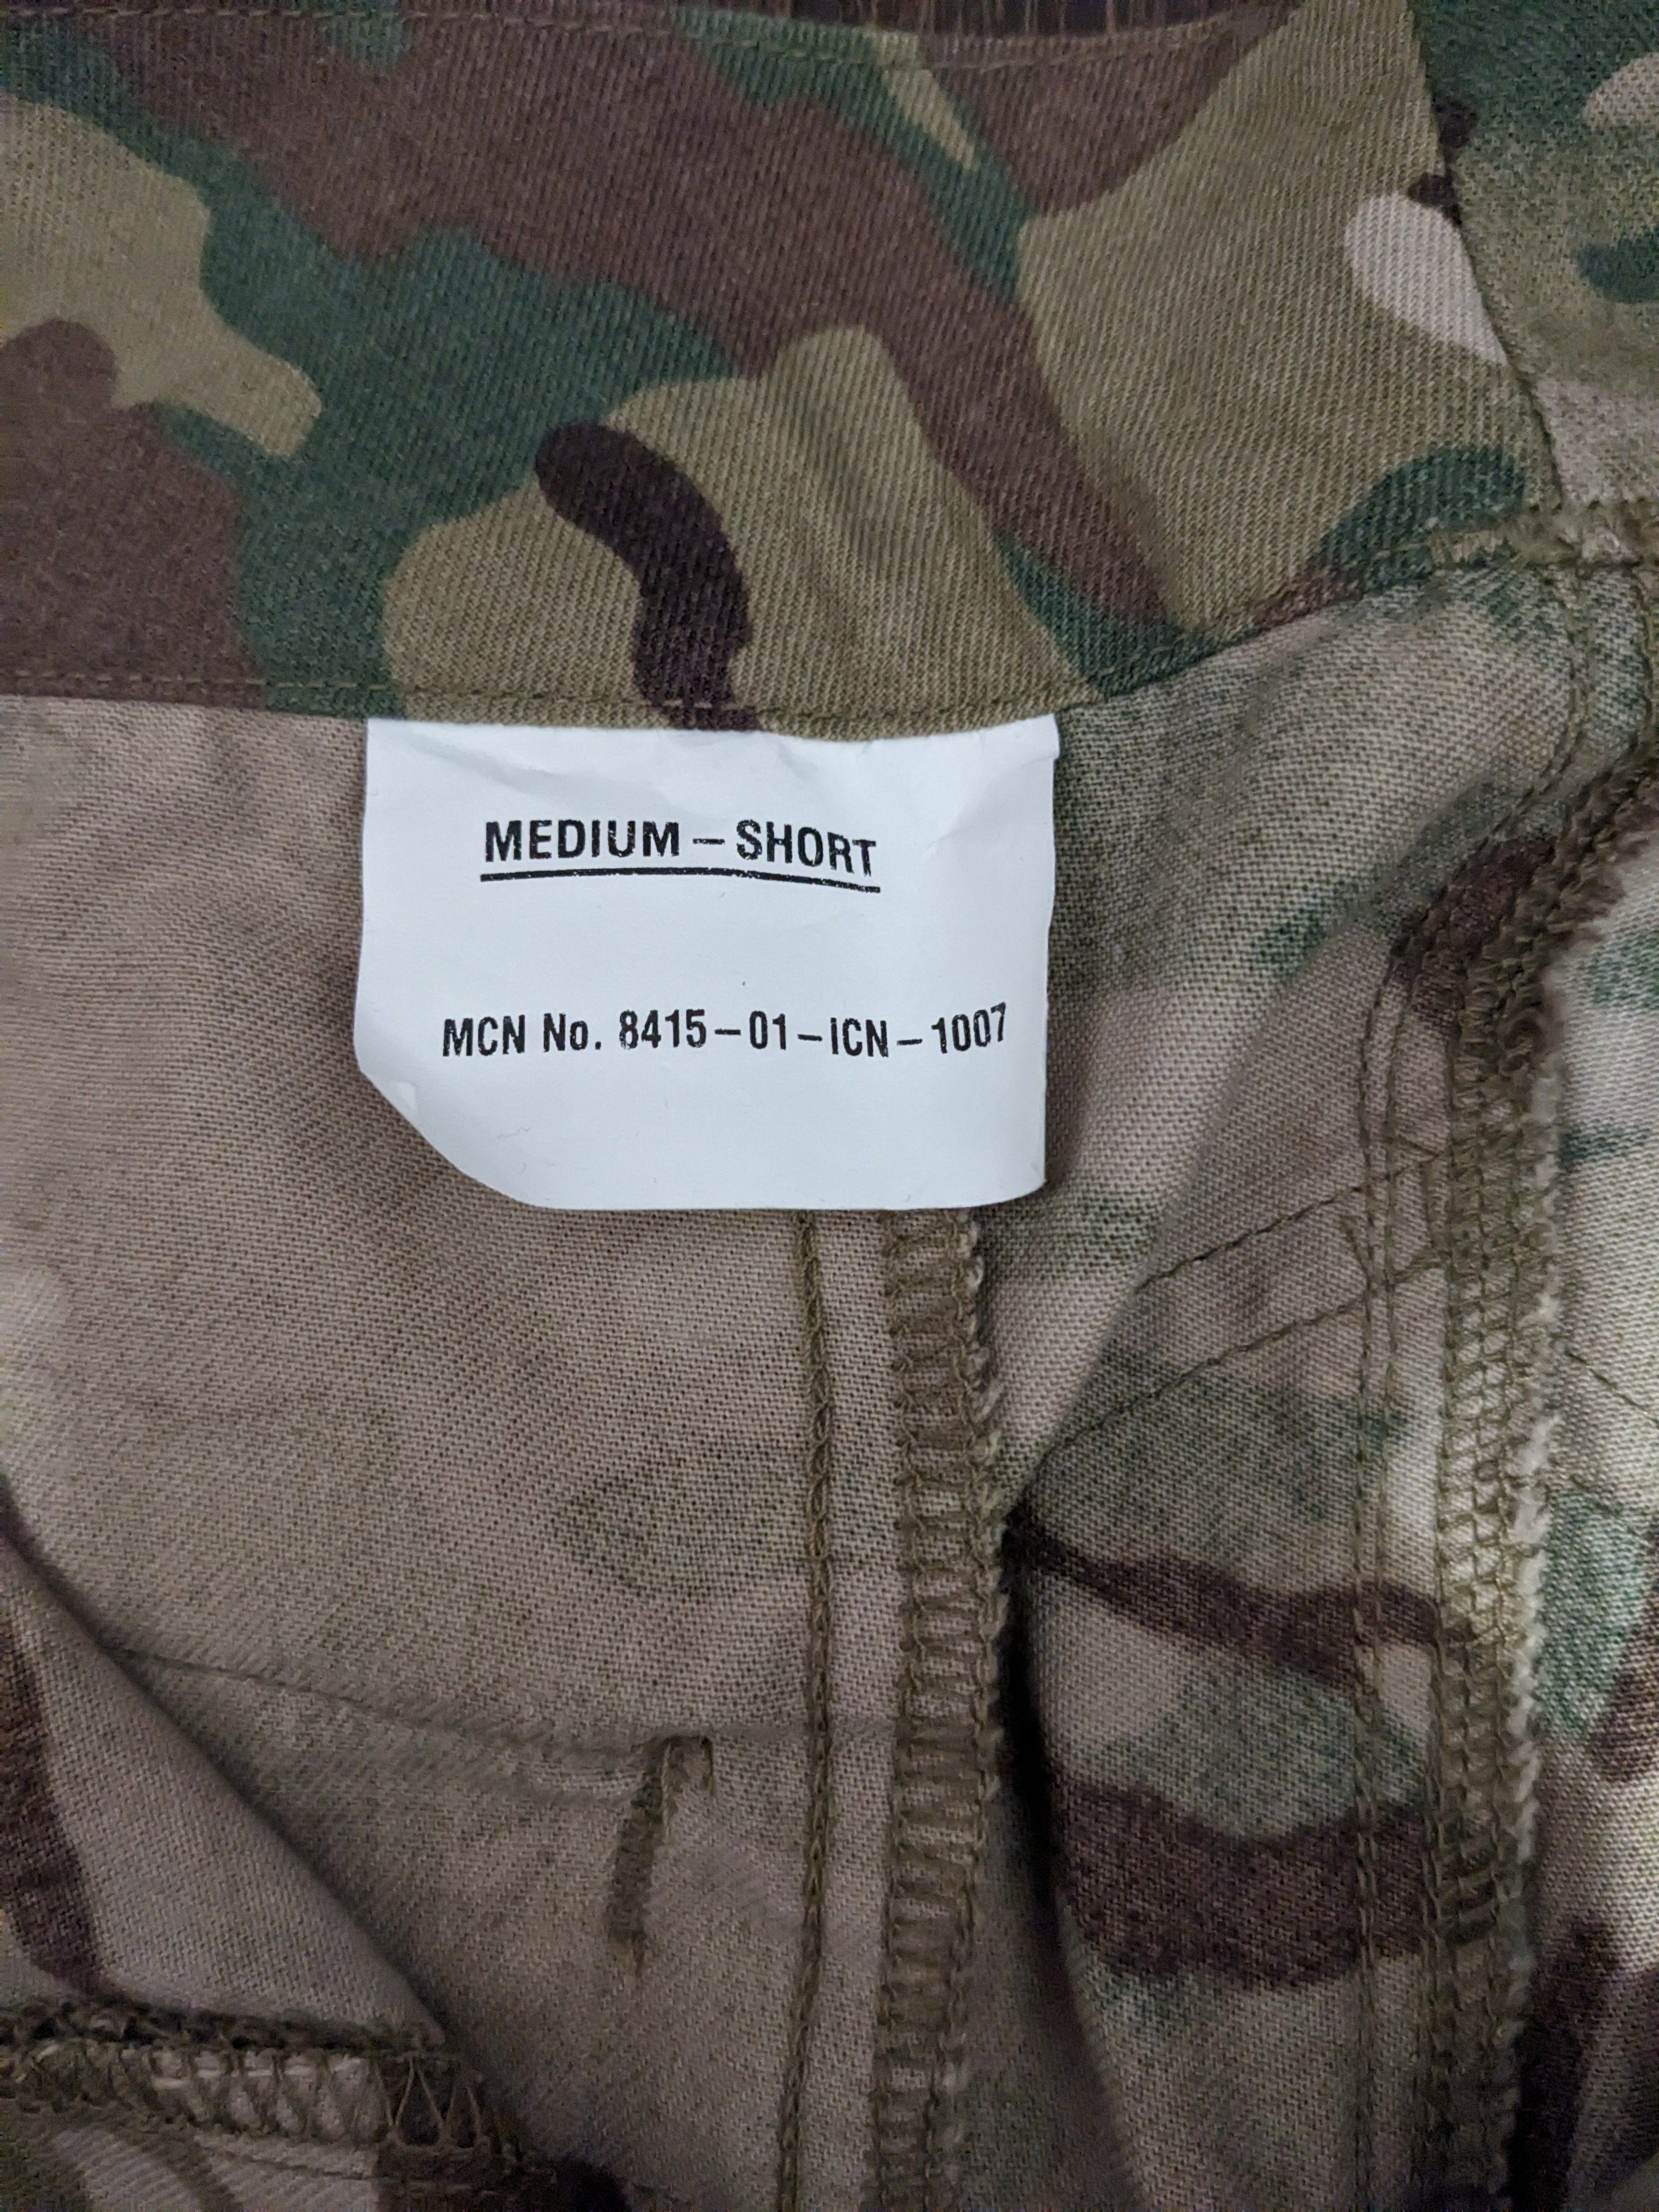 MEDIUM – SHORT
MCN No. 8415–01–ICN–1007